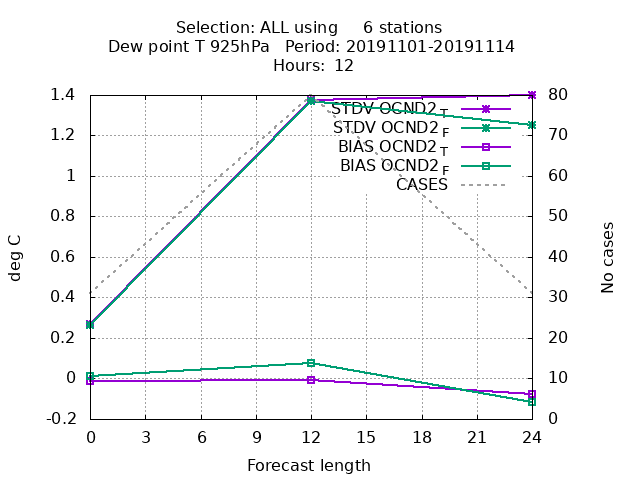 Selection: ALL using     6 stations
Dew point T 925hPa   Period: 20191101-20191114
Hours: 12
1.4
1.2
1
0.8
0.6
0.4
0.2
0
-0.2
deg C
STDV OCND2 T
STDV OCND2 F
BIAS OCND2 T
BIAS OCND2 F
CASES
80
70
60
50
40
30
20
10
0
No cases
0 3 6 9 12 15 18 21 24
Forecast length